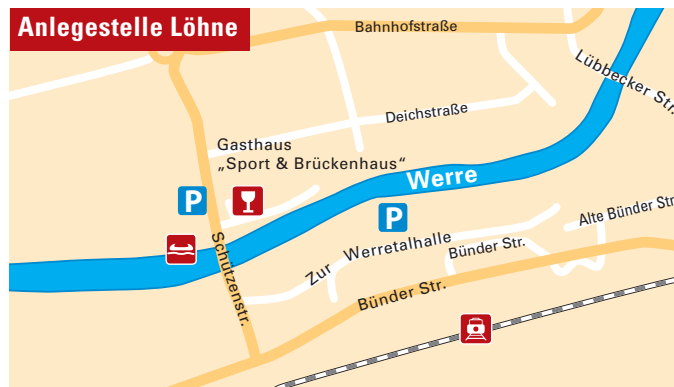 Anlegestelle Löhne
Bahnhofstraße
Lübbecker Str.
Deichstraße
Gasthaus
„Sport & Brückenhaus“
Werre
P
P
Alte Bünder Str
Schützenstr.
Zur Werretalhalle
Bünder Str.
Bünder Str.